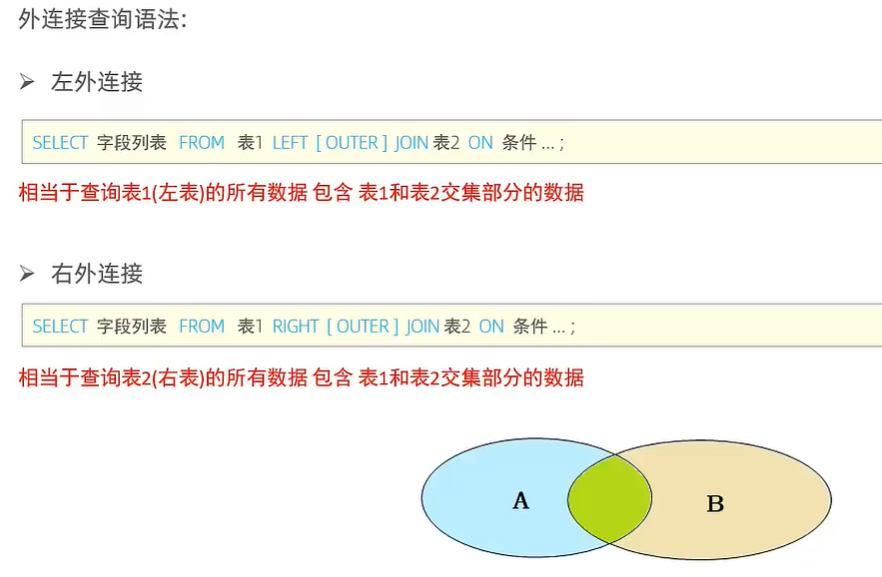 外连接查询语法:
➢ 左外连接
SELECT 字段列表 FROM 表1 LEFT [ OUTER ] JOIN 表2 ON 条件 ... ;
相当于查询表1(左表)的所有数据 包含 表1和表2交集部分的数据
➢ 右外连接
SELECT 字段列表 FROM 表1 RIGHT [ OUTER ] JOIN 表2 ON 条件 ... ;
相当于查询表2(右表)的所有数据 包含 表1和表2交集部分的数据
A B